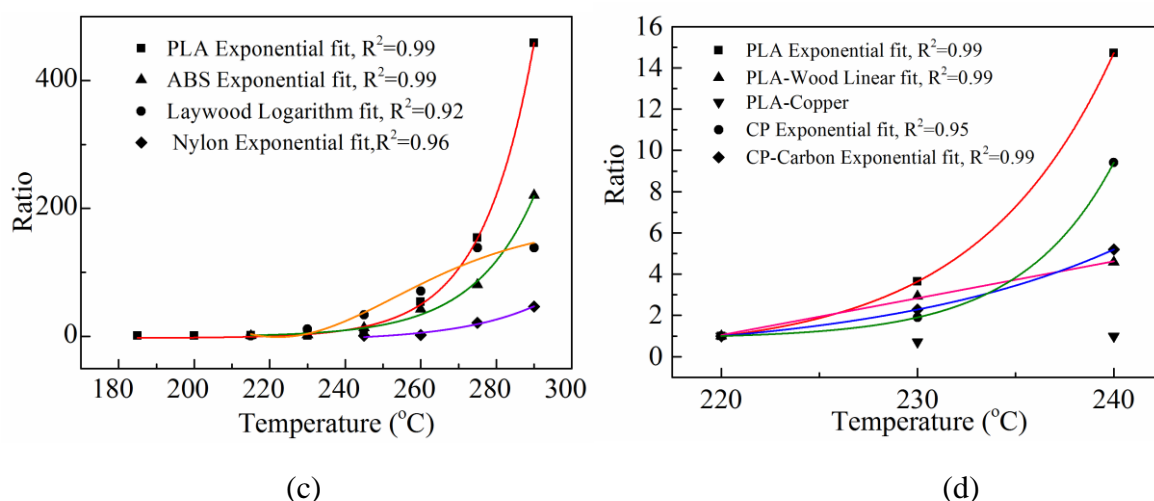 PLA Exponential fit, R²=0.99
ABS Exponential fit, R²=0.99
Laywood Logarithm fit, R²=0.92
Nylon Exponential fit,R²=0.96
400
200
0
Ratio
180 200 220 240 260 280 300
Temperature (°C)
(c)
PLA Exponential fit, R²=0.99
PLA-Wood Linear fit, R²=0.99
PLA-Copper
CP Exponential fit, R²=0.95
CP-Carbon Exponential fit, R²=0.99
16
14
12
10
8
6
4
2
0
Ratio
220 230 240
Temperature (°C)
(d)